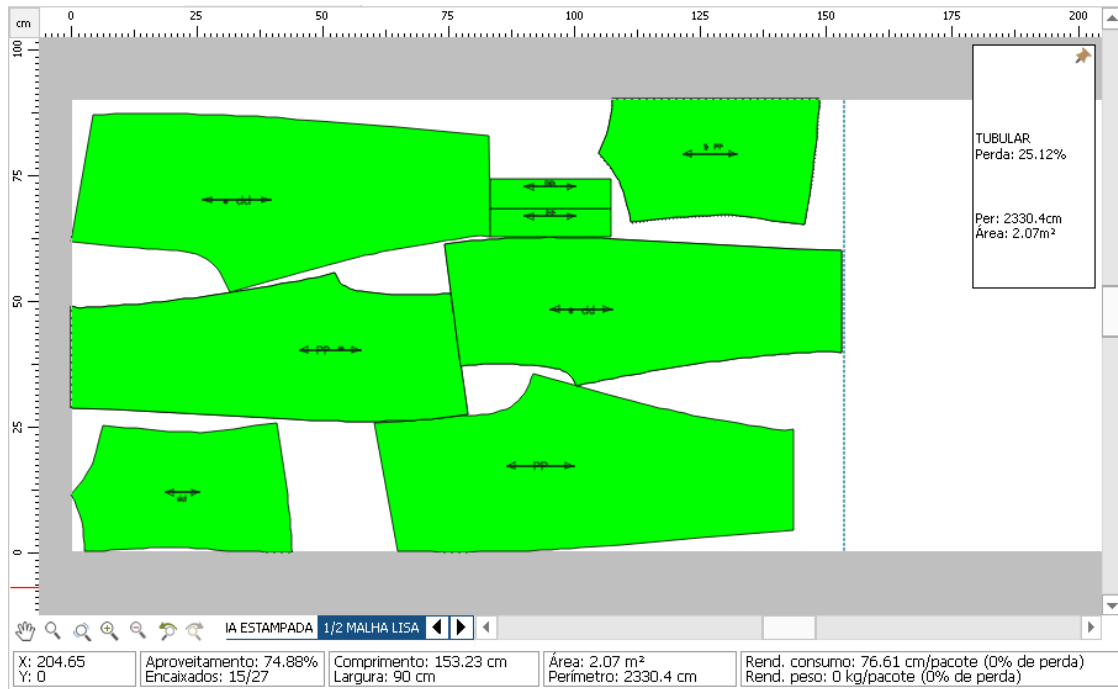 cm
0 25 50 75 100 125 150 175 200
100
75
50
25
0
TUBULAR
Perda: 25.12%
Per: 2330.4cm
Área: 2.07m²
PP
PP
IA ESTAMPADA 1/2 MALHA LISA
X: 204.65
Y: 0
Aproveitamento: 74.88%
Encaixados: 15/27
Comprimento: 153.23 cm
Largura: 90 cm
Área: 2.07 m²
Perímetro: 2330.4 cm
Rend. consumo: 76.61 cm/pacote (0% de perda)
Rend. peso: 0 kg/pacote (0% de perda)